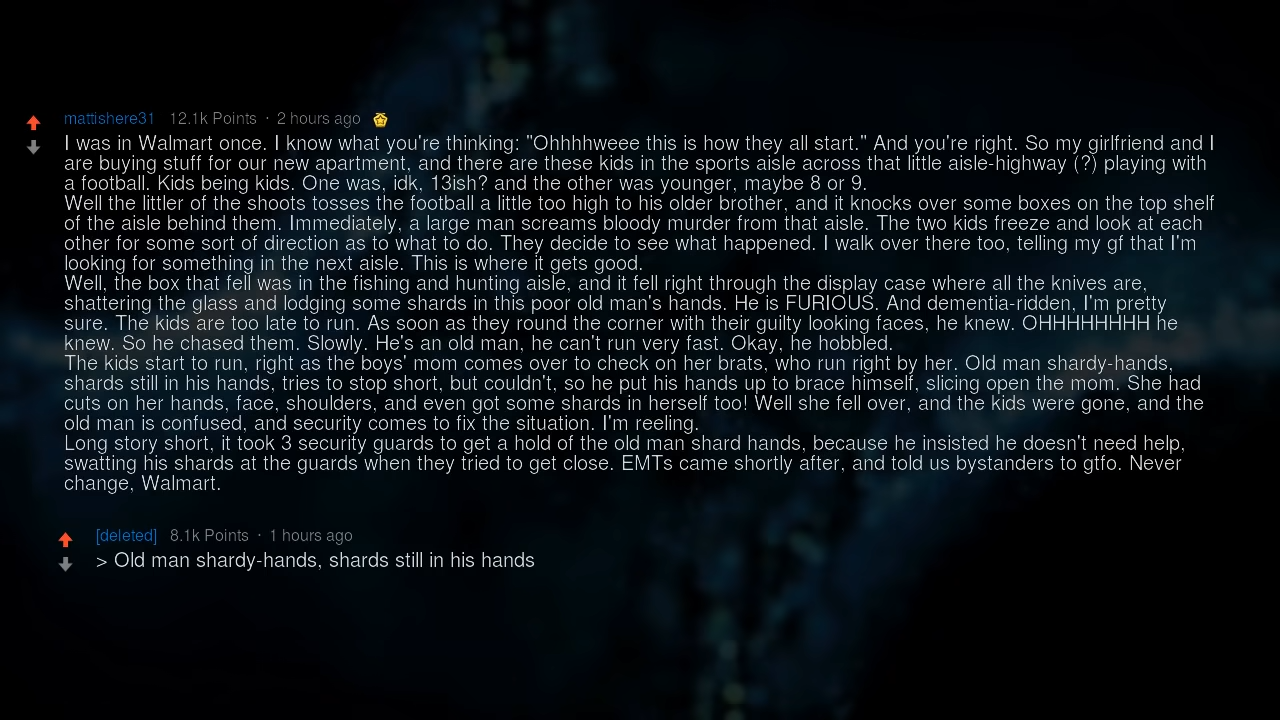 mattishere31 12.1k Points · 2 hours ago
I was in Walmart once. I know what you're thinking: "Ohhhhweee this is how they all start." And you're right. So my girlfriend and I
are buying stuff for our new apartment, and there are these kids in the sports aisle across that little aisle-highway (?) playing with
a football. Kids being kids. One was, idk, 13ish? and the other was younger, maybe 8 or 9.
Well the littler of the shoots tosses the football a little too high to his older brother, and it knocks over some boxes on the top shelf
of the aisle behind them. Immediately, a large man screams bloody murder from that aisle. The two kids freeze and look at each
other for some sort of direction as to what to do. They decide to see what happened. I walk over there too, telling my gf that I'm
looking for something in the next aisle. This is where it gets good.
Well, the box that fell was in the fishing and hunting aisle, and it fell right through the display case where all the knives are,
shattering the glass and lodging some shards in this poor old man's hands. He is FURIOUS. And dementia-ridden, I'm pretty
sure. The kids are too late to run. As soon as they round the corner with their guilty looking faces, he knew. OHHHHHHHH he
knew. So he chased them. Slowly. He's an old man, he can't run very fast. Okay, he hobbled.
The kids start to run, right as the boys' mom comes over to check on her brats, who run right by her. Old man shardy-hands,
shards still in his hands, tries to stop short, but couldn't, so he put his hands up to brace himself, slicing open the mom. She had
cuts on her hands, face, shoulders, and even got some shards in herself too! Well she fell over, and the kids were gone, and the
old man is confused, and security comes to fix the situation. I'm reeling.
Long story short, it took 3 security guards to get a hold of the old man shard hands, because he insisted he doesn't need help,
swatting his shards at the guards when they tried to get close. EMTs came shortly after, and told us bystanders to gtfo. Never
change, Walmart.
[deleted] 8.1k Points · 1 hours ago
> Old man shardy-hands, shards still in his hands